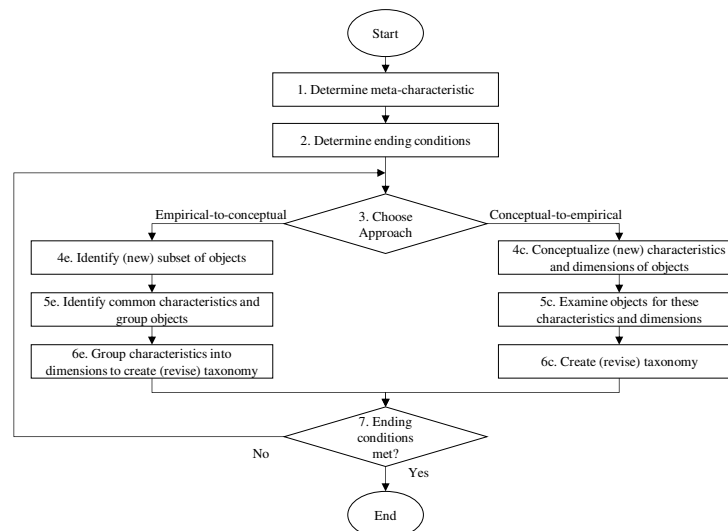 Start
1. Determine meta-characteristic
2. Determine ending conditions
3. Choose
Approach
Empirical-to-conceptual
Conceptual-to-empirical
4e. Identify (new) subset of objects
5e. Identify common characteristics and
group objects
6e. Group characteristics into
dimensions to create (revise) taxonomy
4c. Conceptualize (new) characteristics
and dimensions of objects
5c. Examine objects for these
characteristics and dimensions
6c. Create (revise) taxonomy
7. Ending
conditions
met?
No
Yes
End